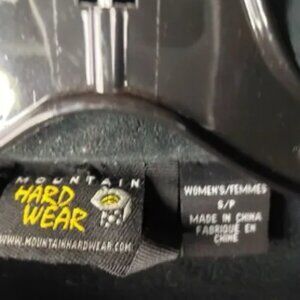 MOUNTAIN
HARD
WEAR
WWW.MOUNTAINHARDWEAR.COM
WOMEN'S/FEMMES
S/P
MADE IN CHINA
FABRIQUE EN
CHINE